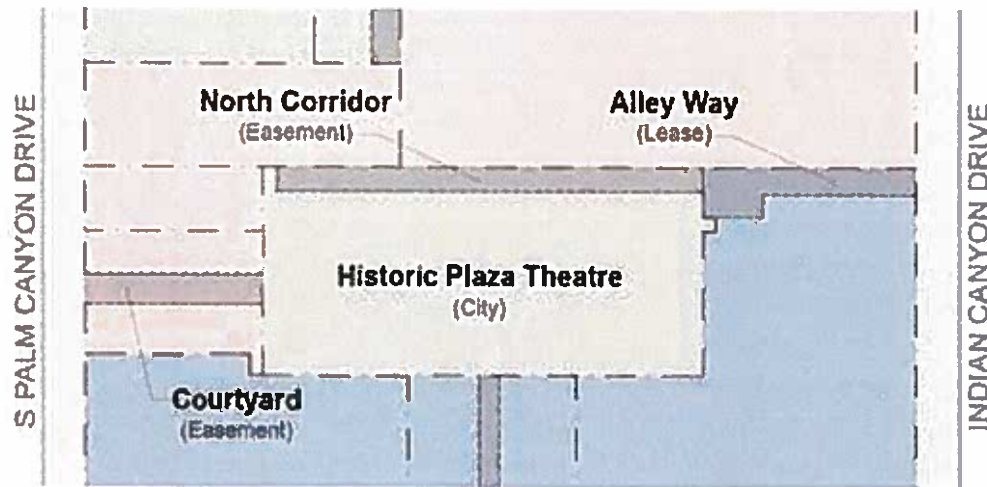 S PALM CANYON DRIVE
North Corridor
(Easement)
Alley Way
(Lease)
Historic Plaza Theatre
(City)
Courtyard
(Easement)
INDIAN CANYON DRIVE